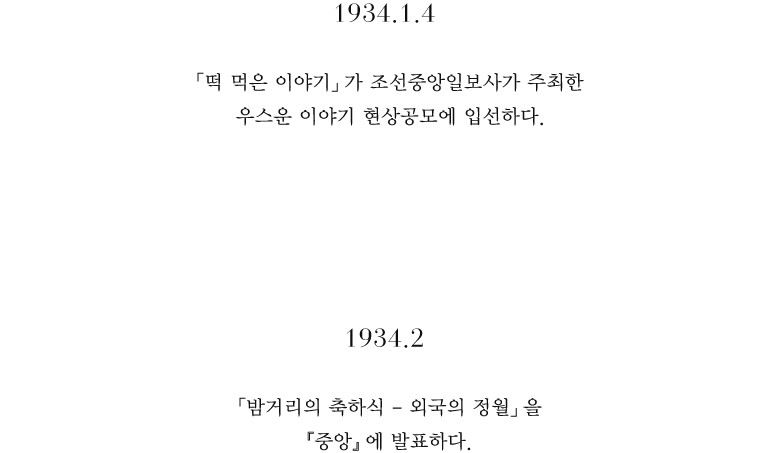 1934.1.4
「떡 먹은 이야기」가 조선중앙일보사가 주최한
우스운 이야기 현상공모에 입선하다.
1934.2
「밤거리의 축하식 – 외국의 정월」을
『중앙』에 발표하다.